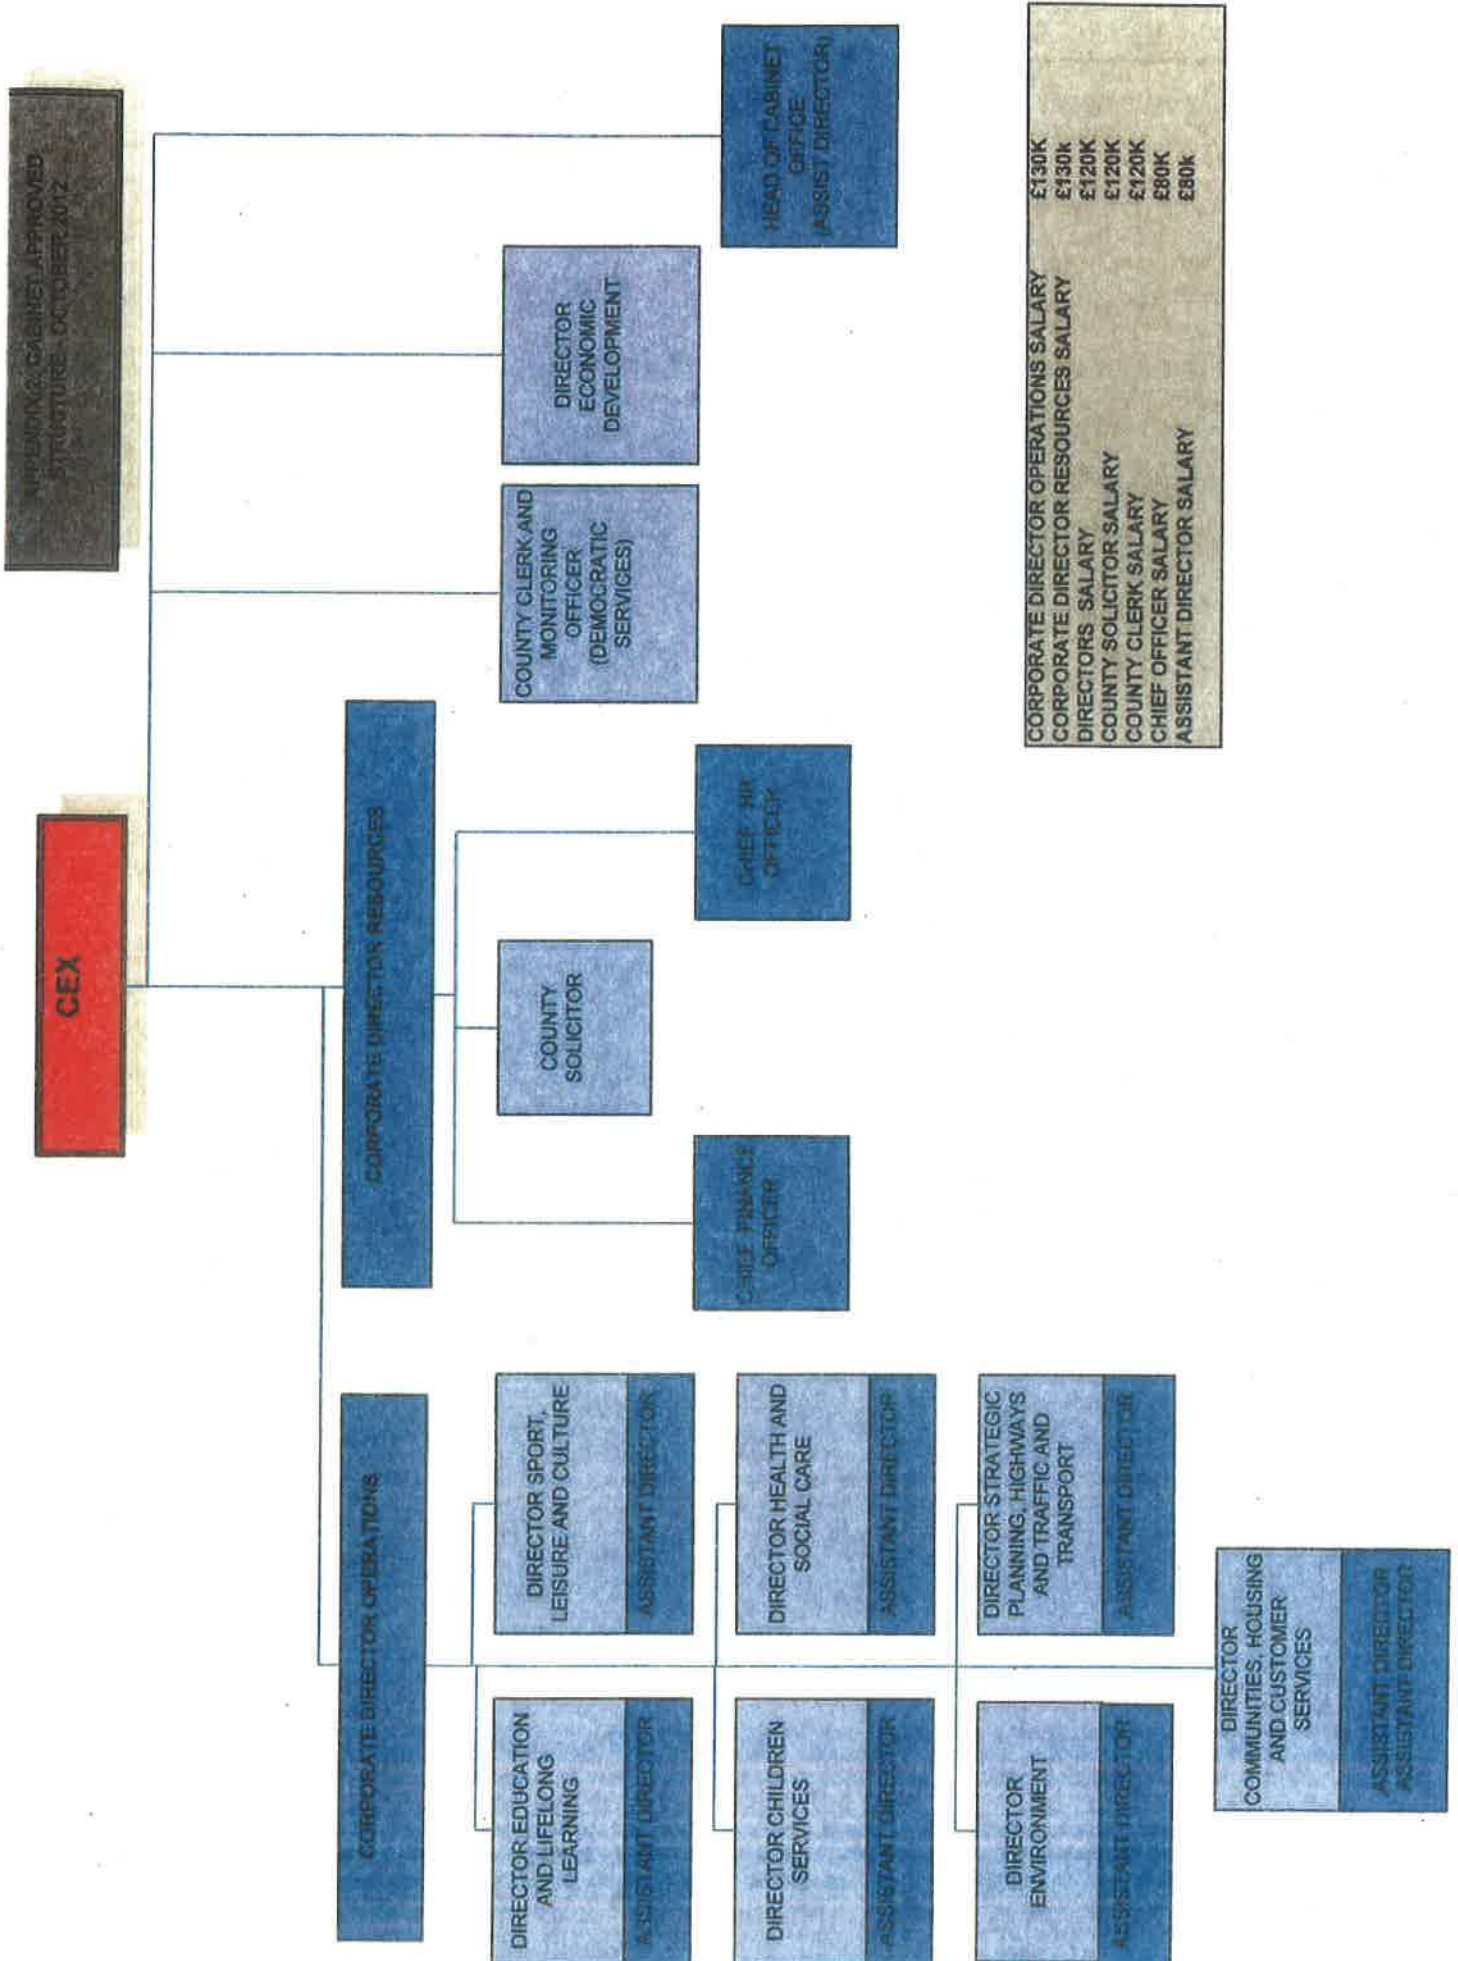 APPENDIX 2 CABINET APPROVED
STRUCTURE - OCTOBER 2012
CEX
CORPORATE DIRECTOR OPERATIONS
CORPORATE DIRECTOR RESOURCES
DIRECTOR EDUCATION
AND LIFELONG
LEARNING
ASSISTANT DIRECTOR
DIRECTOR SPORT,
LEISURE AND CULTURE
ASSISTANT DIRECTOR
COUNTY
SOLICITOR
COUNTY CLERK AND
MONITORING
OFFICER
(DEMOCRATIC
SERVICES)
DIRECTOR
ECONOMIC
DEVELOPMENT
DIRECTOR CHILDREN
SERVICES
ASSISTANT DIRECTOR
DIRECTOR HEALTH AND
SOCIAL CARE
ASSISTANT DIRECTOR
CHIEF FINANCE
OFFICER
CHIEF HR
OFFICER
HEAD OF CABINET
OFFICE
(ASSIST DIRECTOR)
DIRECTOR
ENVIRONMENT
ASSISTANT DIRECTOR
DIRECTOR STRATEGIC
PLANNING, HIGHWAYS
AND TRAFFIC AND
TRANSPORT
ASSISTANT DIRECTOR
DIRECTOR
COMMUNITIES, HOUSING
AND CUSTOMER
SERVICES
ASSISTANT DIRECTOR
ASSISTANT DIRECTOR
CORPORATE DIRECTOR OPERATIONS SALARY £130K
CORPORATE DIRECTOR RESOURCES SALARY £130k
DIRECTORS SALARY £120K
COUNTY SOLICITOR SALARY £120K
COUNTY CLERK SALARY £120K
CHIEF OFFICER SALARY £80K
ASSISTANT DIRECTOR SALARY £80k